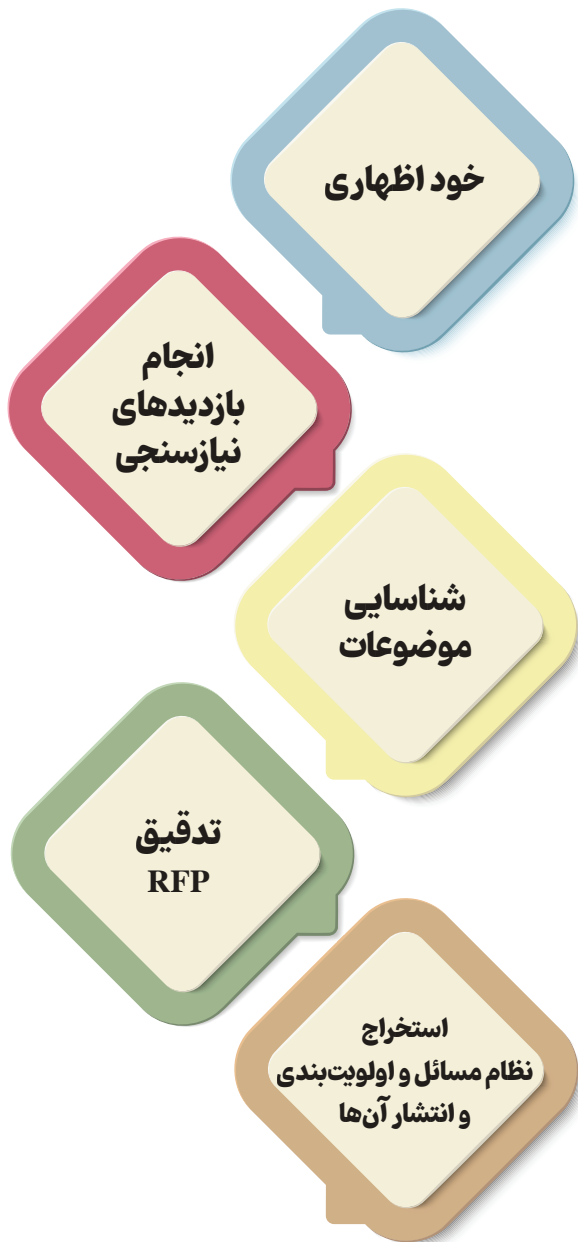 خود اظهاری
انجام
بازدیدهای
نیازسنجی
شناسایی
موضوعات
تدقیق
RFP
استخراج
نظام مسائل و اولویت‌بندی
و انتشار آن‌ها